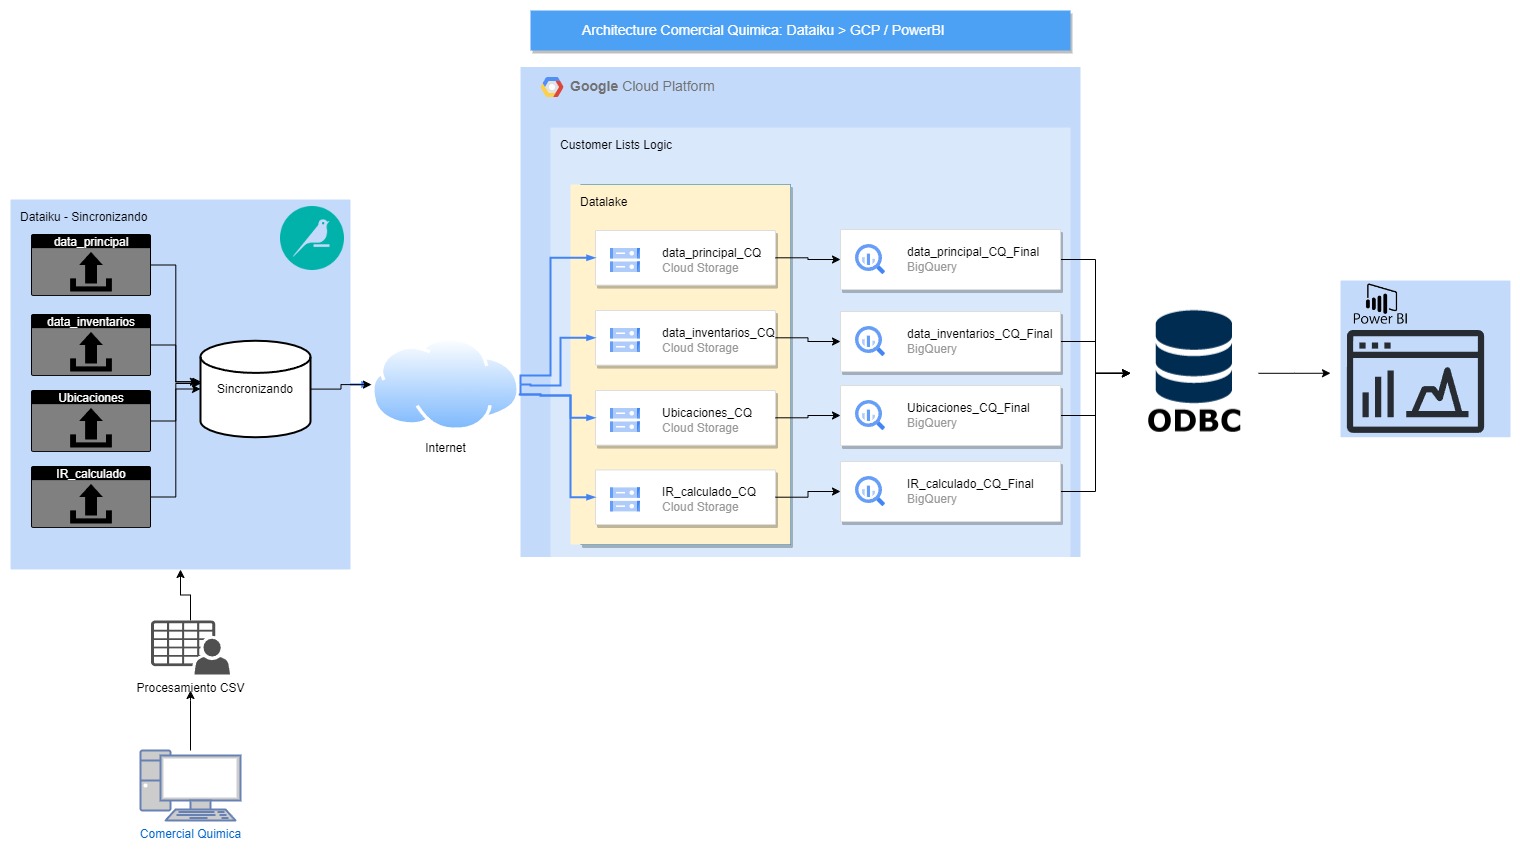 Architecture Comercial Quimica: Dataiku > GCP / PowerBI
Google Cloud Platform
Customer Lists Logic
Datalake
data_principal_CQ
Cloud Storage
data_inventarios_CQ
Cloud Storage
Ubicaciones_CQ
Cloud Storage
IR_calculado_CQ
Cloud Storage
data_principal_CQ_Final
BigQuery
data_inventarios_CQ_Final
BigQuery
Ubicaciones_CQ_Final
BigQuery
IR_calculado_CQ_Final
BigQuery
Dataiku - Sincronizando
data_principal
data_inventarios
Ubicaciones
IR_calculado
Sincronizando
Internet
ODBC
Power BI
Procesamiento CSV
Comercial Quimica